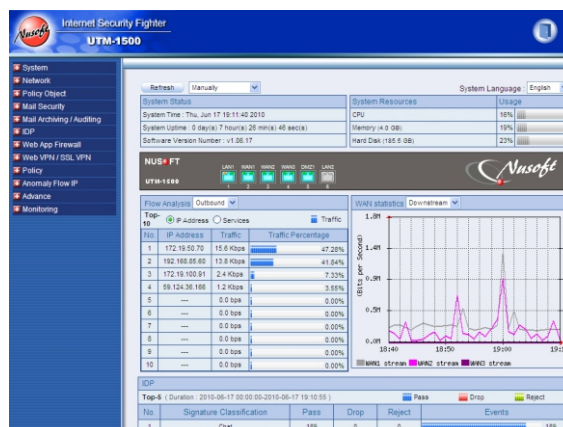 Nusoft
Internet Security Fighter
UTM-1500
System
Network
Policy Object
Mail Security
Mail Archiving / Auditing
IDP
Web App Firewall
Web VPN / SSL VPN
Policy
Anomaly Flow IP
Advance
Monitoring
Refresh Manually System Language : English
System Status
System Time : Thu, Jun 17 19:11:40 2010
System Uptime : 0 day(s) 7 hour(s) 26 min(s) 46 sec(s)
Software Version Number : v1.06.17
System Resources Usage
CPU 16%
Memory (4.0 GB) 19%
Hard Disk (185.6 GB) 23%
NUSOFT
UTM-1500
LAN1 WAN1 WAN2 WAN3 DMZ1 LAN2
1 2 3 4 5 6
Nusoft
Flow Analysis Outbound
Top-10 IP Address Services Traffic
No. IP Address Traffic Traffic Percentage
1 172.19.50.70 15.6 Kbps 47.28%
2 192.168.85.60 13.8 Kbps 41.84%
3 172.19.100.91 2.4 Kbps 7.33%
4 59.124.36.166 1.2 Kbps 3.55%
5 --- 0.0 bps 0.00%
6 --- 0.0 bps 0.00%
7 --- 0.0 bps 0.00%
8 --- 0.0 bps 0.00%
9 --- 0.0 bps 0.00%
10 --- 0.0 bps 0.00%
WAN statistics Downstream
(Bits per Second)
1.8M
1.4M
0.9M
0.5M
0.0M
18:40 18:50 19:00
WAN1 stream WAN2 stream WAN3 stream
IDP
Top-5 ( Duration : 2010-06-17 00:00:00-2010-06-17 19:10:55 ) Pass Drop Reject
No. Signature Classification Pass Drop Reject Events